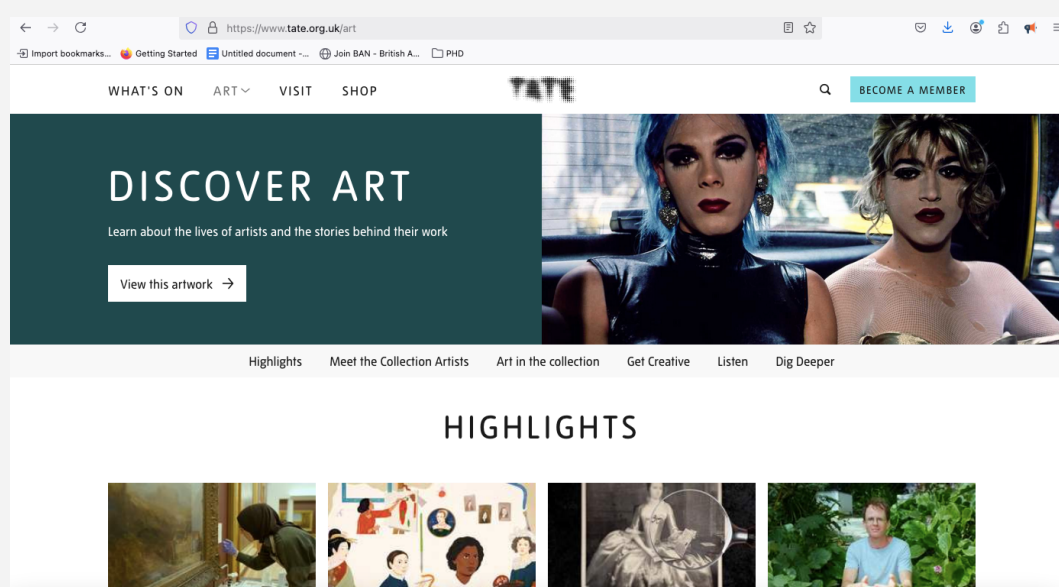 https://www.tate.org.uk/art
Import bookmarks... Getting Started Untitled document -... Join BAN - British A... PHD
WHAT'S ON ART VISIT SHOP TATE BECOME A MEMBER
DISCOVER ART
Learn about the lives of artists and the stories behind their work
View this artwork →
Highlights Meet the Collection Artists Art in the collection Get Creative Listen Dig Deeper
HIGHLIGHTS